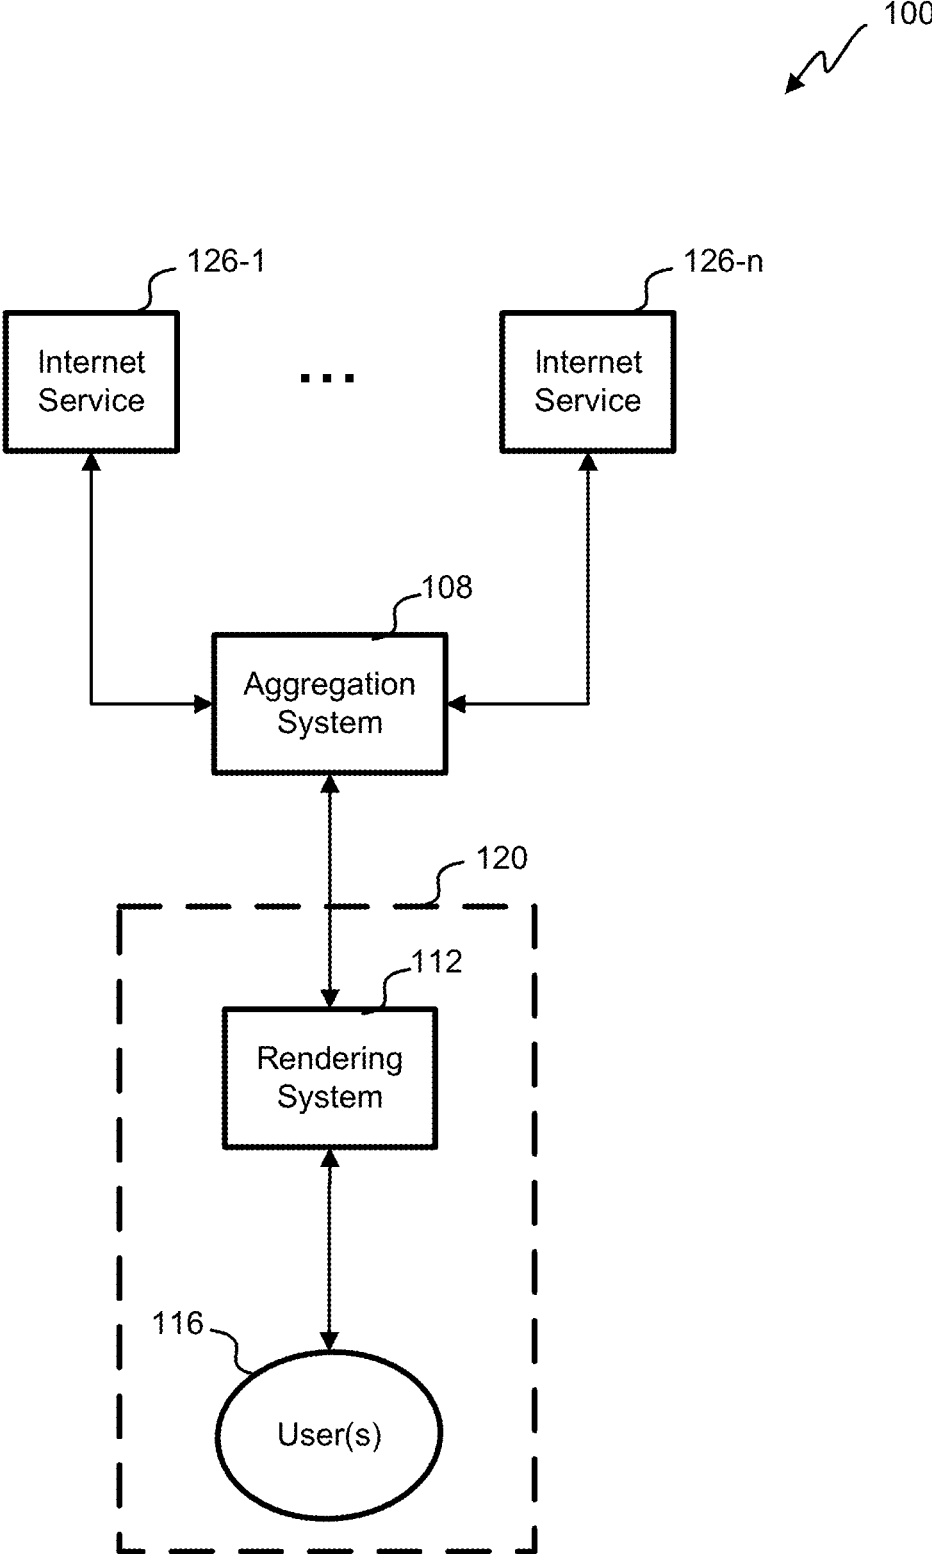 100
126-1
126-n
Internet
Service
...
Internet
Service
108
Aggregation
System
120
112
Rendering
System
116
User(s)